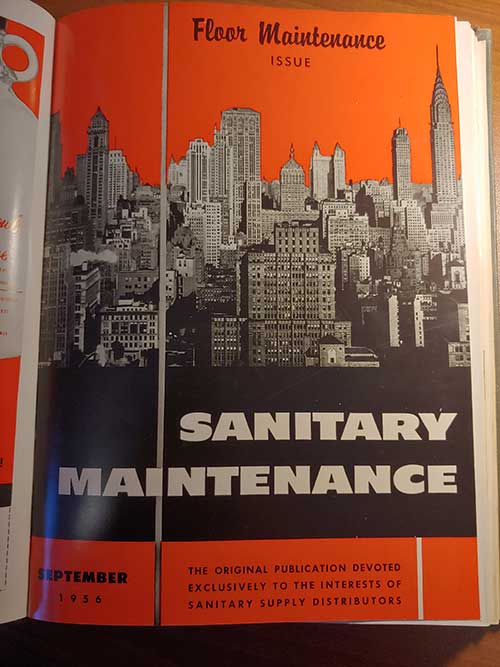 Floor Maintenance
ISSUE
SANITARY
MAINTENANCE
SEPTEMBER
1956
THE ORIGINAL PUBLICATION DEVOTED
EXCLUSIVELY TO THE INTERESTS OF
SANITARY SUPPLY DISTRIBUTORS